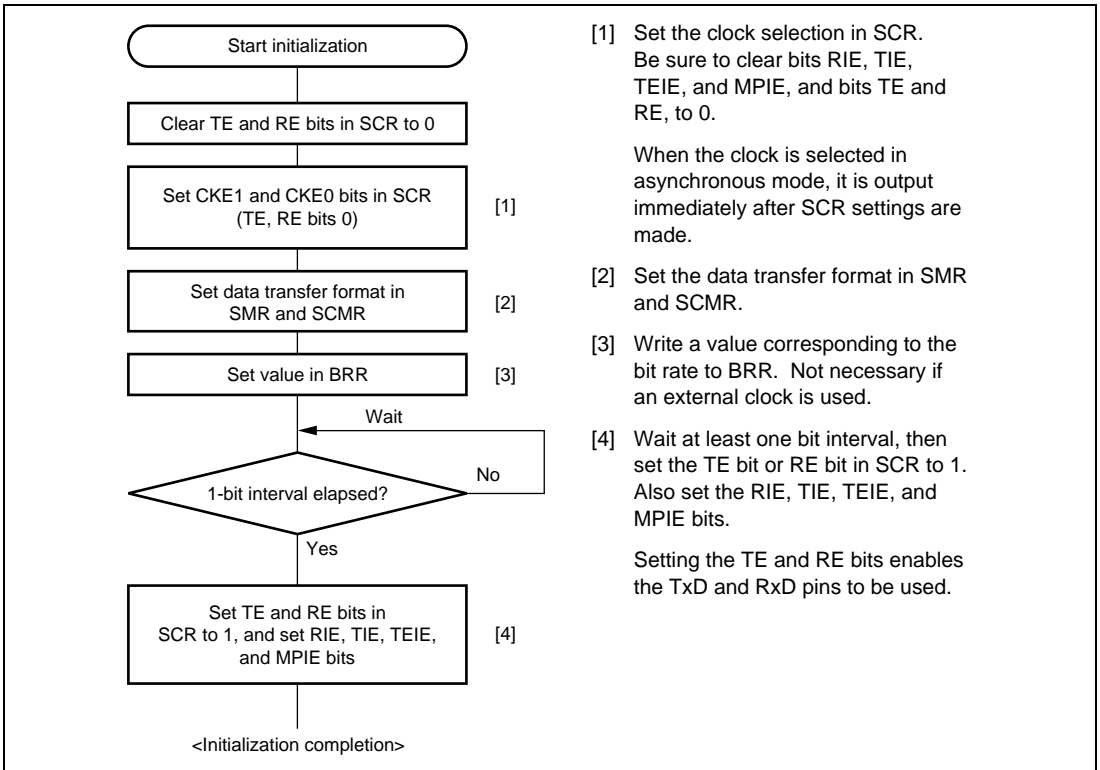 Start initialization
Clear TE and RE bits in SCR to 0
Set CKE1 and CKE0 bits in SCR
(TE, RE bits 0)
[1]
Set data transfer format in
SMR and SCMR
[2]
Set value in BRR
[3]
Wait
1-bit interval elapsed?
No
Yes
Set TE and RE bits in
SCR to 1, and set RIE, TIE, TEIE,
and MPIE bits
[4]
<Initialization completion>
[1] Set the clock selection in SCR.
Be sure to clear bits RIE, TIE,
TEIE, and MPIE, and bits TE and
RE, to 0.
When the clock is selected in
asynchronous mode, it is output
immediately after SCR settings are
made.
[2] Set the data transfer format in SMR
and SCMR.
[3] Write a value corresponding to the
bit rate to BRR. Not necessary if
an external clock is used.
[4] Wait at least one bit interval, then
set the TE bit or RE bit in SCR to 1.
Also set the RIE, TIE, TEIE, and
MPIE bits.
Setting the TE and RE bits enables
the TxD and RxD pins to be used.